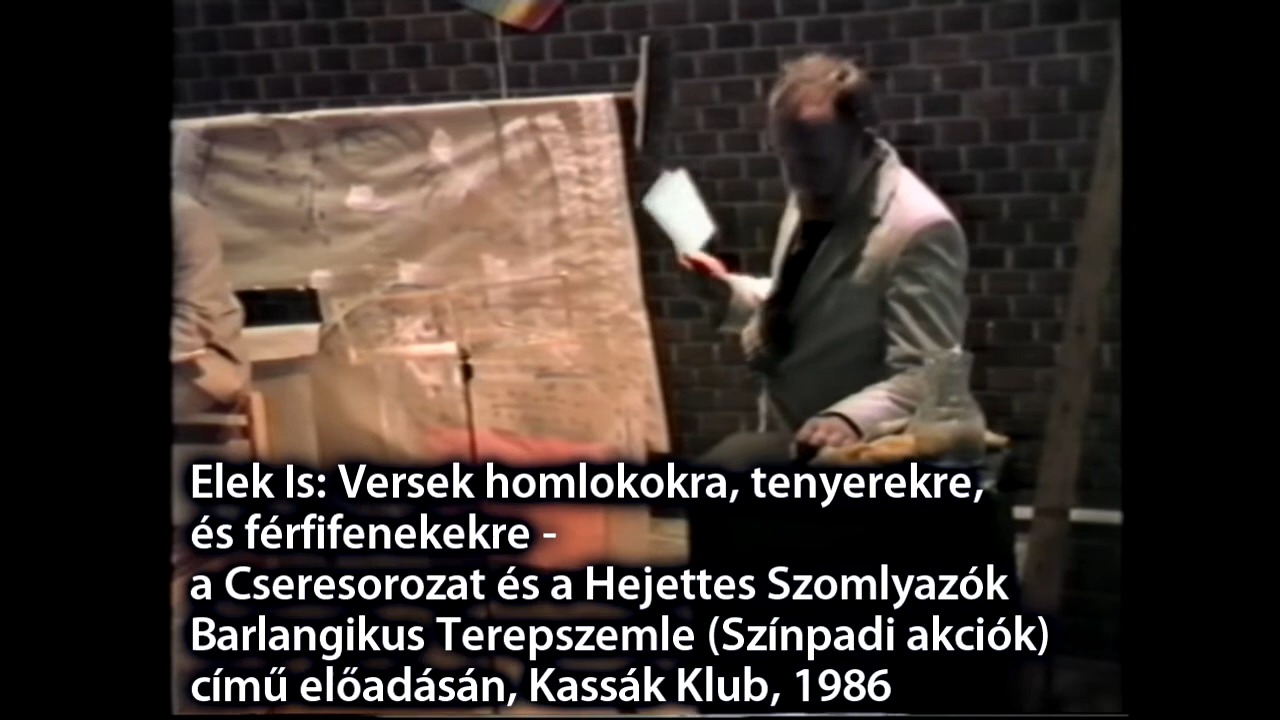 Elek Is: Versek homlokokra, tenyerekre,
és férfifenekekre -
a Cseresorozat és a Hejettes Szomlyazók
Barlangikus Terepszemle (Színpadi akciók)
című előadásán, Kassák Klub, 1986